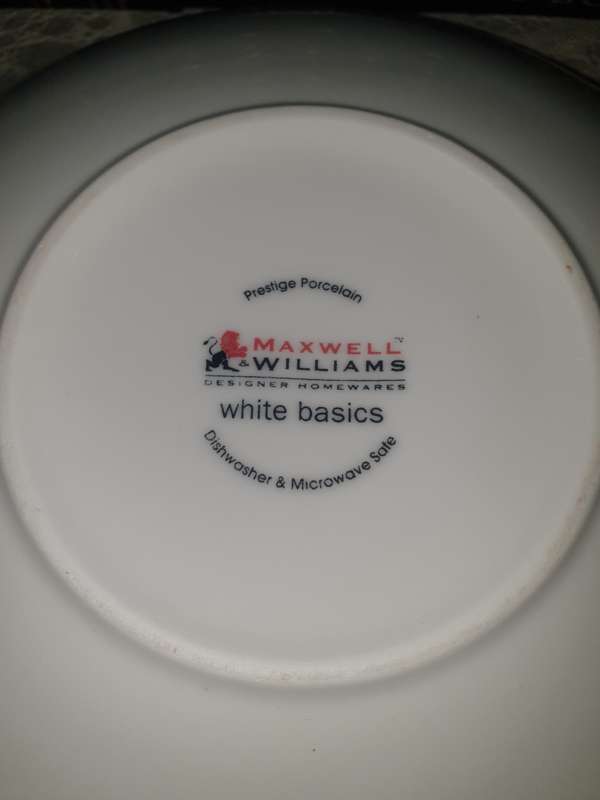 Prestige Porcelain
MAXWELL™
& WILLIAMS
DESIGNER HOMEWARES
white basics
Dishwasher & Microwave Safe